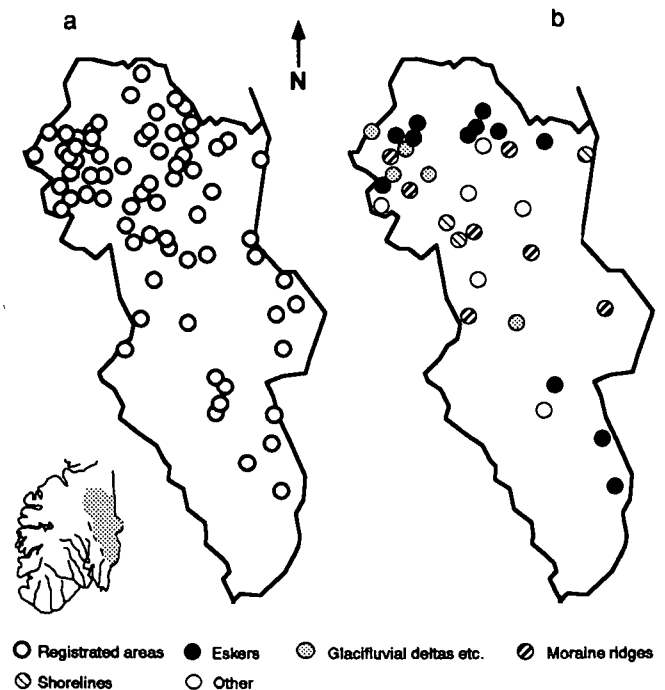 a
b
N
Registrated areas Eskers Glacifluvial deltas etc. Moraine ridges
Shorelines Other